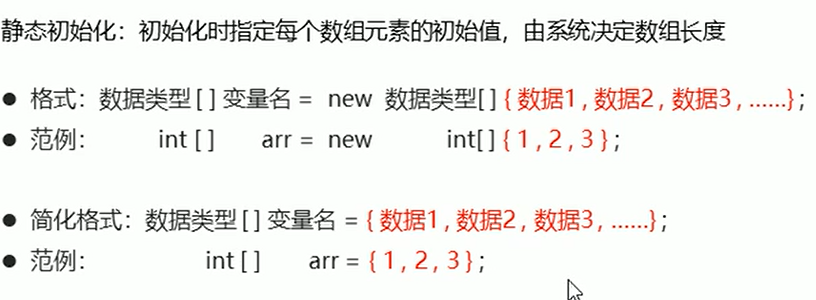 静态初始化：初始化时指定每个数组元素的初始值，由系统决定数组长度
● 格式：数据类型[ ] 变量名 = new 数据类型[ ] { 数据1 , 数据2 , 数据3 , ......} ;
● 范例： int [ ] arr = new int[ ] { 1 , 2 , 3 } ;
● 简化格式：数据类型 [ ] 变量名 = { 数据1 , 数据2 , 数据3 , ......} ;
● 范例： int [ ] arr = { 1 , 2 , 3 } ;